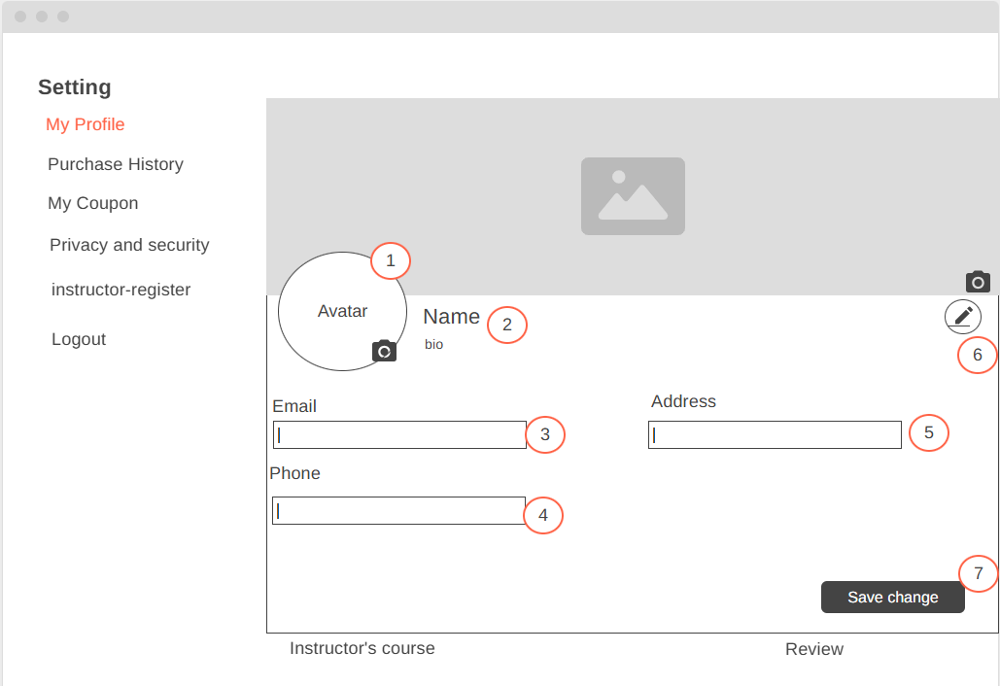 Setting
My Profile
Purchase History
My Coupon
Privacy and security
instructor-register
Logout
1
Avatar
Name
2
bio
6
Email
3
Address
5
Phone
4
7
Save change
Instructor's course
Review